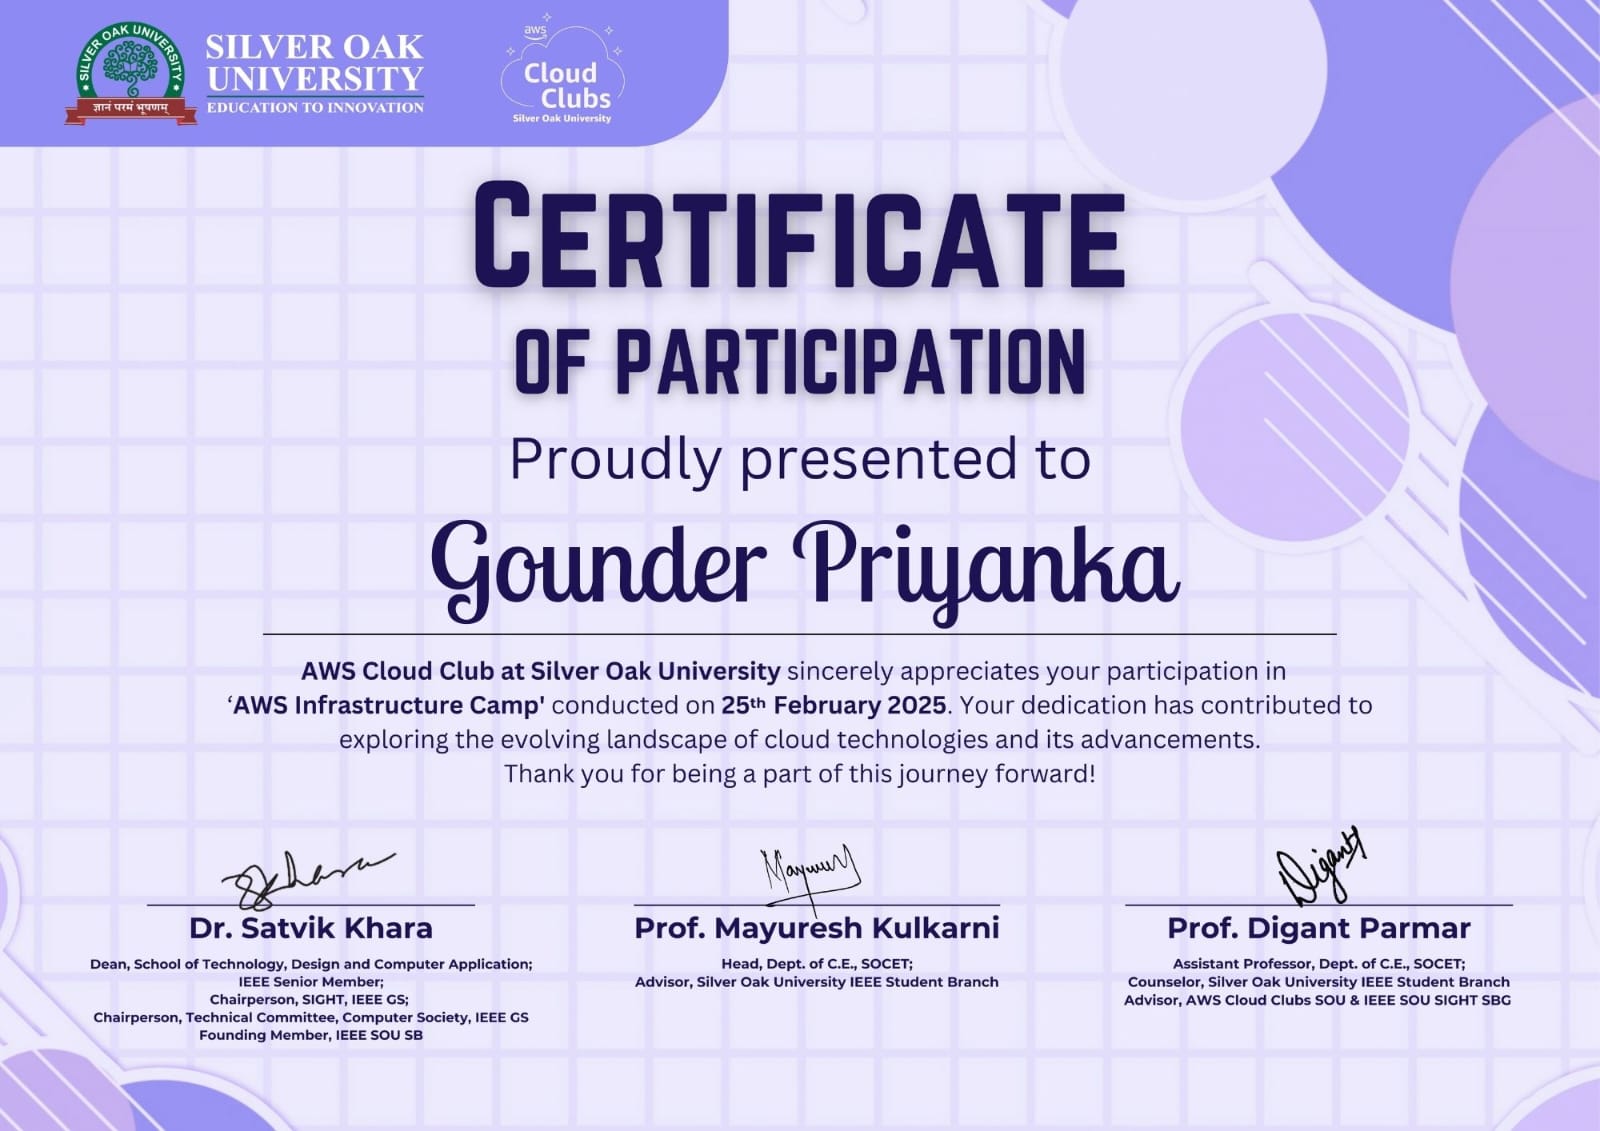 SILVER OAK UNIVERSITY
ज्ञानं परमं भूषणम्
SILVER OAK
UNIVERSITY
EDUCATION TO INNOVATION
aws
Cloud
Clubs
Silver Oak University
CERTIFICATE
OF PARTICIPATION
Proudly presented to
Gounder Priyanka
AWS Cloud Club at Silver Oak University sincerely appreciates your participation in
‘AWS Infrastructure Camp' conducted on 25th February 2025. Your dedication has contributed to
exploring the evolving landscape of cloud technologies and its advancements.
Thank you for being a part of this journey forward!
Digant
Dr. Satvik Khara
Dean, School of Technology, Design and Computer Application;
IEEE Senior Member;
Chairperson, SIGHT, IEEE GS;
Chairperson, Technical Committee, Computer Society, IEEE GS
Founding Member, IEEE SOU SB
Prof. Mayuresh Kulkarni
Head, Dept. of C.E., SOCET;
Advisor, Silver Oak University IEEE Student Branch
Prof. Digant Parmar
Assistant Professor, Dept. of C.E., SOCET;
Counselor, Silver Oak University IEEE Student Branch
Advisor, AWS Cloud Clubs SOU & IEEE SOU SIGHT SBG